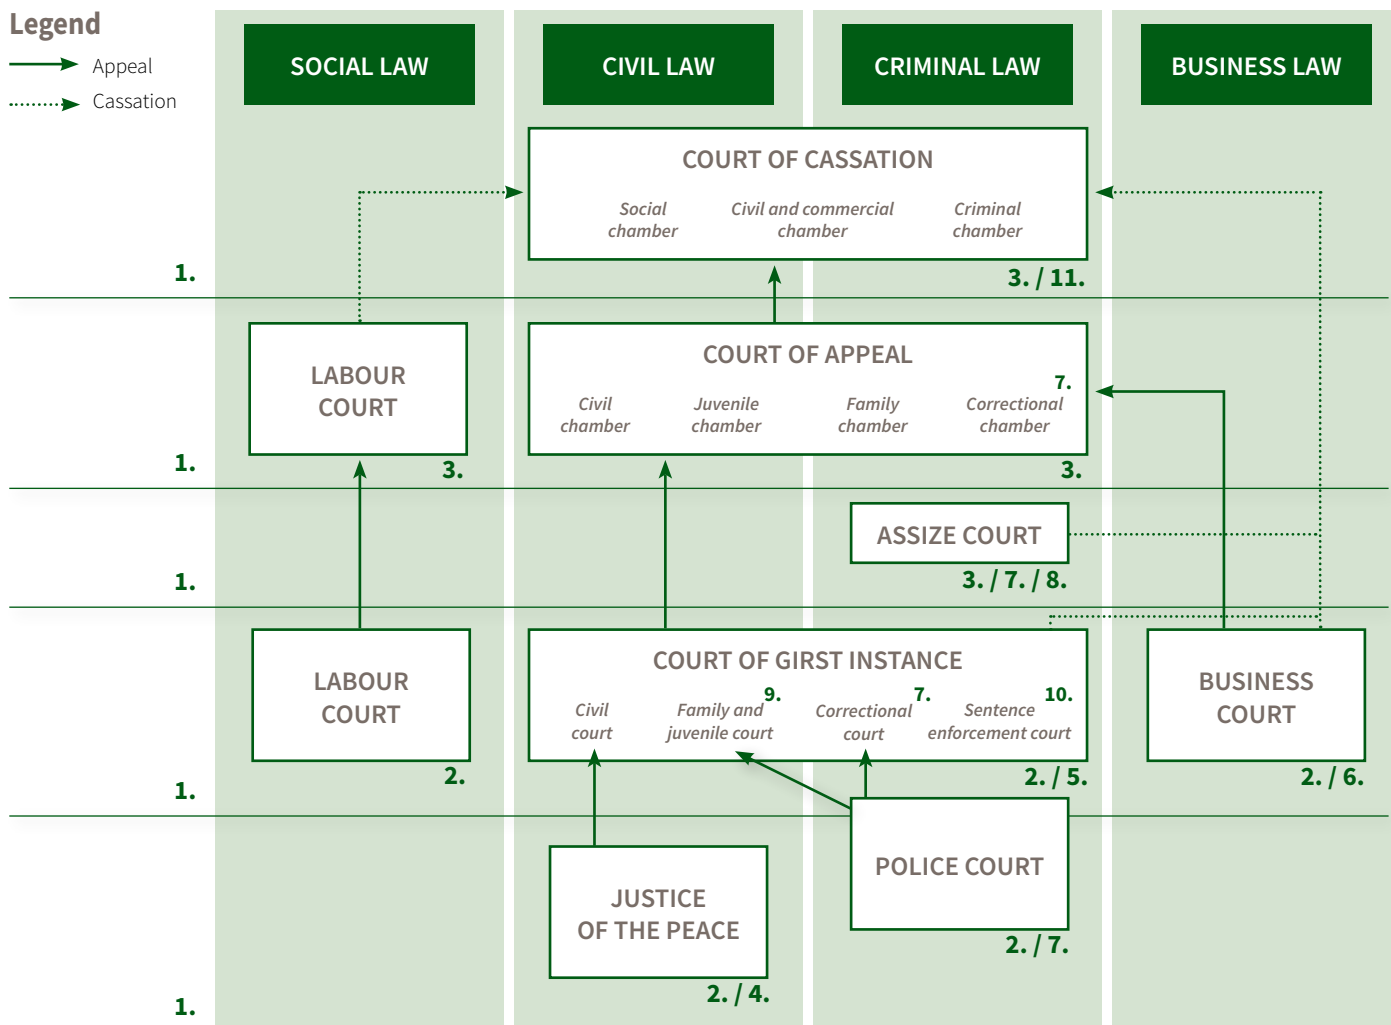 Legend
Appeal
Cassation
SOCIAL LAW
CIVIL LAW
CRIMINAL LAW
BUSINESS LAW
COURT OF CASSATION
Social
chamber
Civil and commercial
chamber
Criminal
chamber
1.
3. / 11.
LABOUR
COURT
COURT OF APPEAL
7.
Civil
chamber
Juvenile
chamber
Family
chamber
Correctional
chamber
1.
3.
3.
ASSIZE COURT
1.
3. / 7. / 8.
LABOUR
COURT
COURT OF GIRST INSTANCE
9.
7.
10.
Civil
court
Family and
juvenile court
Correctional
court
Sentence
enforcement court
BUSINESS
COURT
1.
2.
2. / 5.
2. / 6.
POLICE COURT
JUSTICE
OF THE PEACE
2. / 7.
2. / 4.
1.